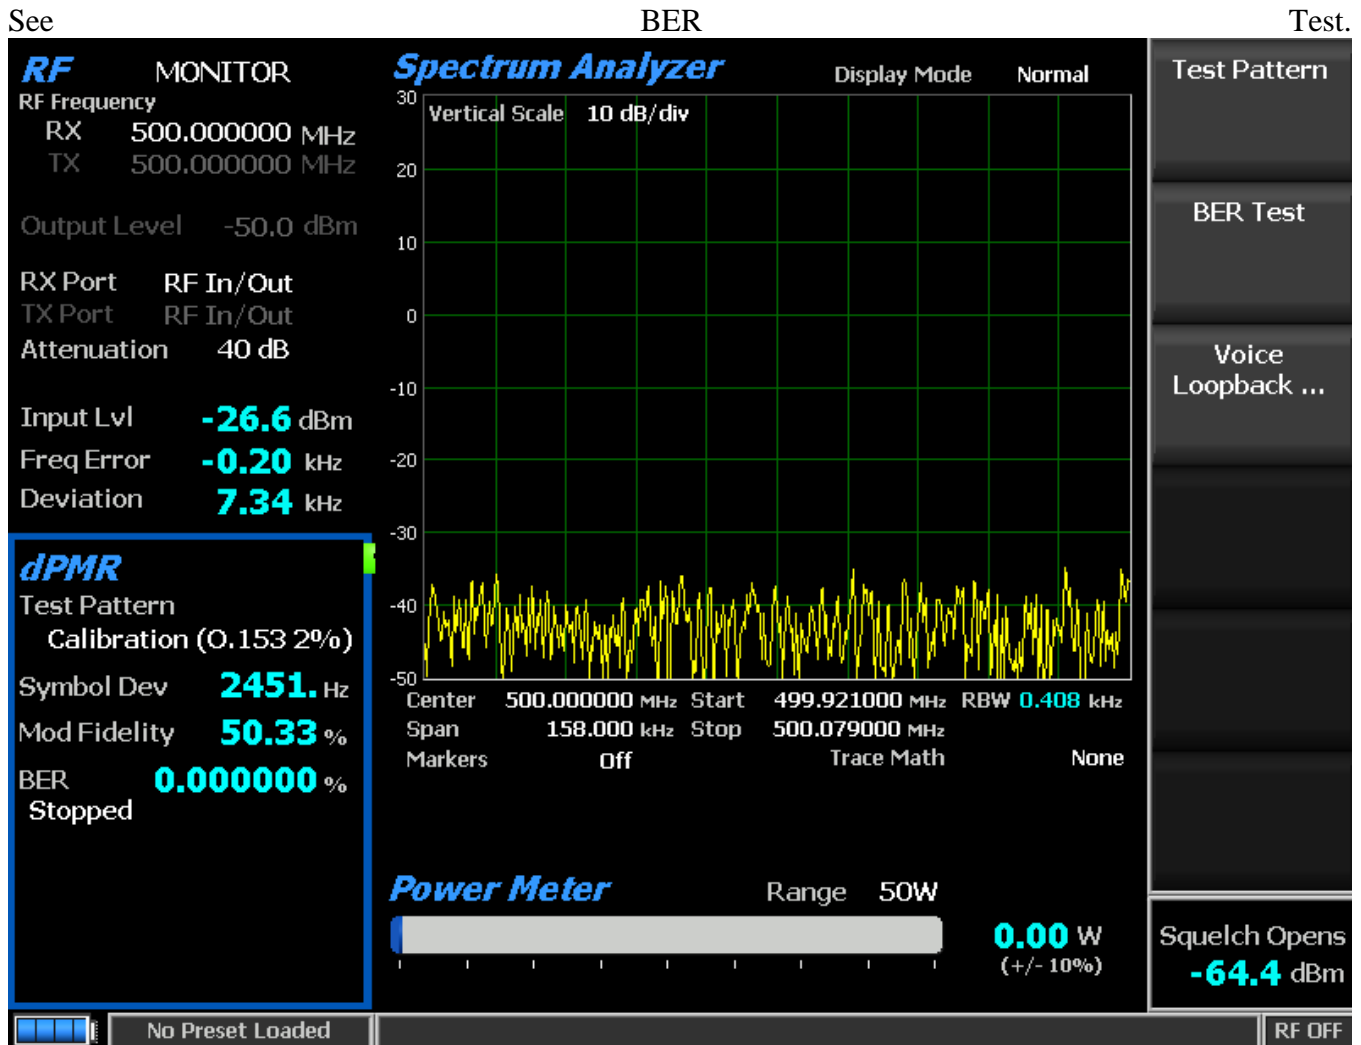 See BER Test.
RF MONITOR
RF Frequency
RX 500.000000 MHz
TX 500.000000 MHz
Output Level -50.0 dBm
RX Port RF In/Out
TX Port RF In/Out
Attenuation 40 dB
Input Lvl -26.6 dBm
Freq Error -0.20 kHz
Deviation 7.34 kHz
dPMR
Test Pattern
Calibration (O.153 2%)
Symbol Dev 2451. Hz
Mod Fidelity 50.33 %
BER 0.000000 %
Stopped
Spectrum Analyzer Display Mode Normal
Vertical Scale 10 dB/div
30
20
10
0
-10
-20
-30
-40
-50
Center 500.000000 MHz Start 499.921000 MHz RBW 0.408 kHz
Span 158.000 kHz Stop 500.079000 MHz
Markers Off Trace Math None
Power Meter Range 50W
0.00 W
(+/- 10%)
Test Pattern
BER Test
Voice
Loopback ...
Squelch Opens
-64.4 dBm
No Preset Loaded
RF OFF